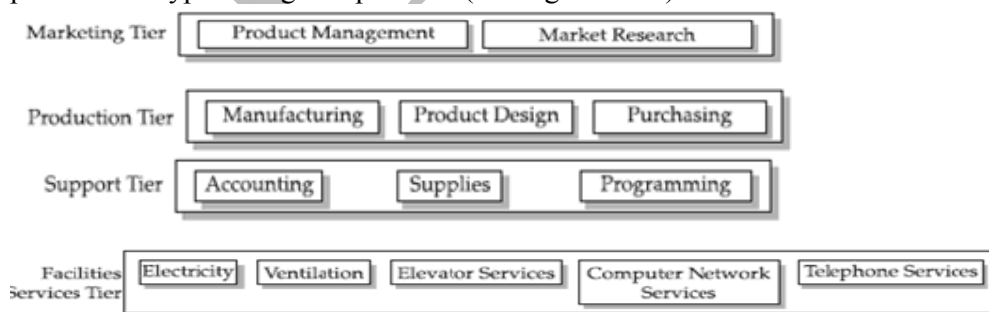 Marketing Tier Product Management Market Research
Production Tier Manufacturing Product Design Purchasing
Support Tier Accounting Supplies Programming
Facilities Services Tier Electricity Ventilation Elevator Services Computer Network Services Telephone Services